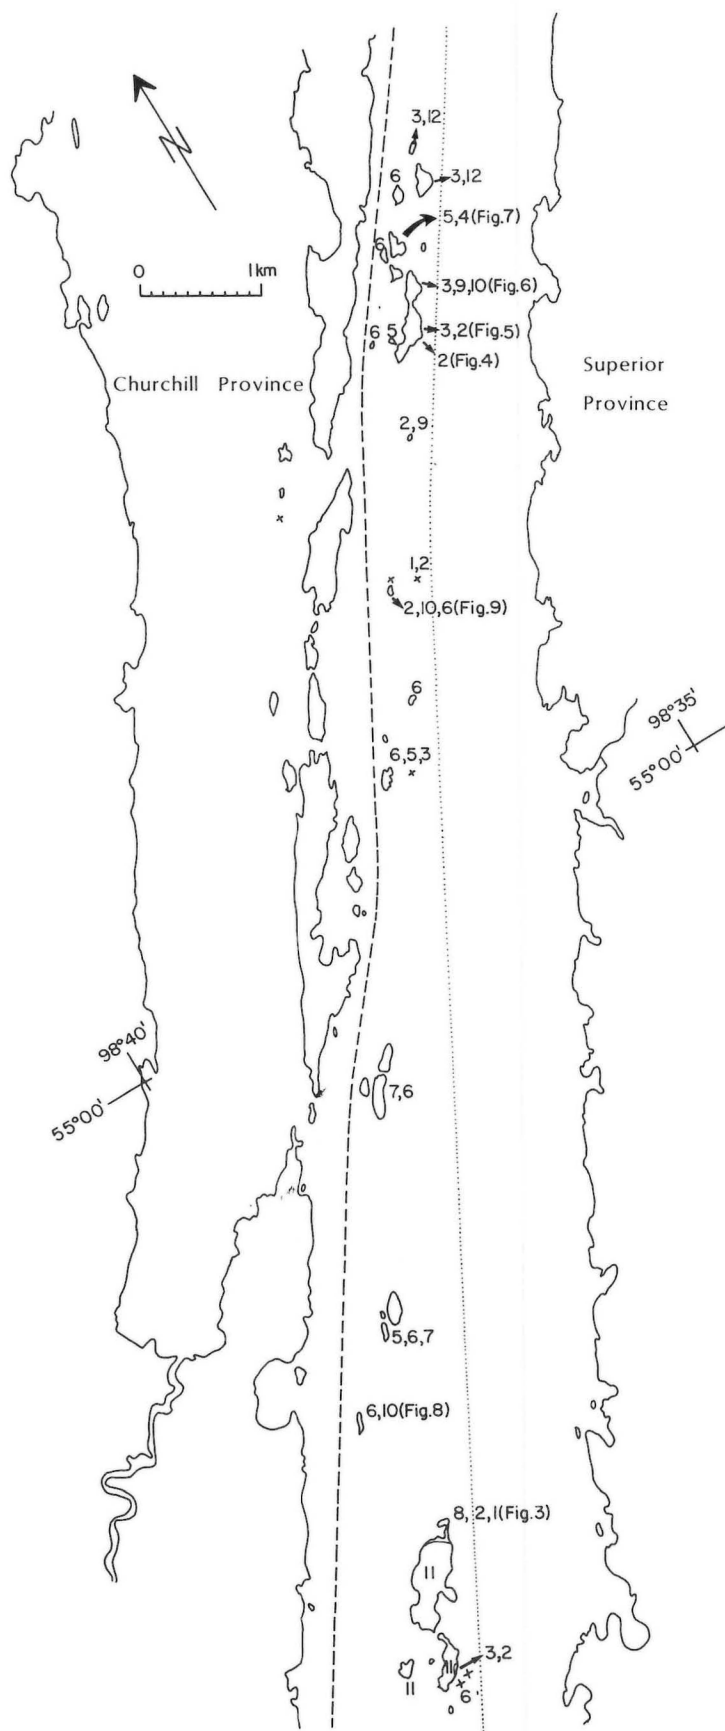 3,12
6
3,12
5,4(Fig.7)
6
0
1km
3,9,10(Fig.6)
6
5
3,2(Fig.5)
2(Fig.4)
Churchill Province
Superior
Province
2,9
1,2
2,10,6(Fig.9)
6
98°35'
55°00'
6,5,3
98°40'
55°00'
7,6
5,6,7
6,10(Fig.8)
8,2,1(Fig.3)
11
3,2
11
11
6